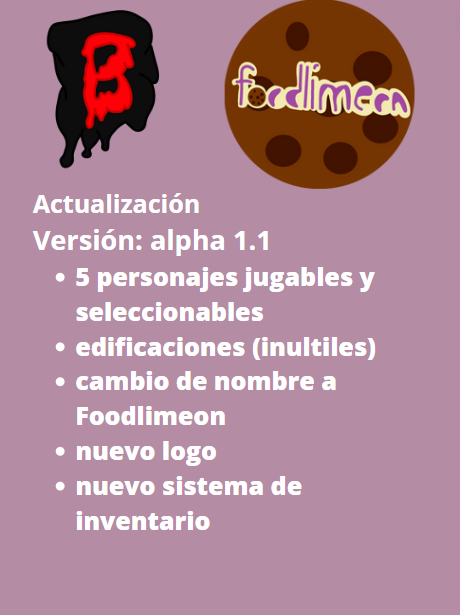 B
foodlimeon
Actualización
Versión: alpha 1.1
• 5 personajes jugables y
seleccionables
• edificaciones (inultiles)
• cambio de nombre a
Foodlimeon
• nuevo logo
• nuevo sistema de
inventario